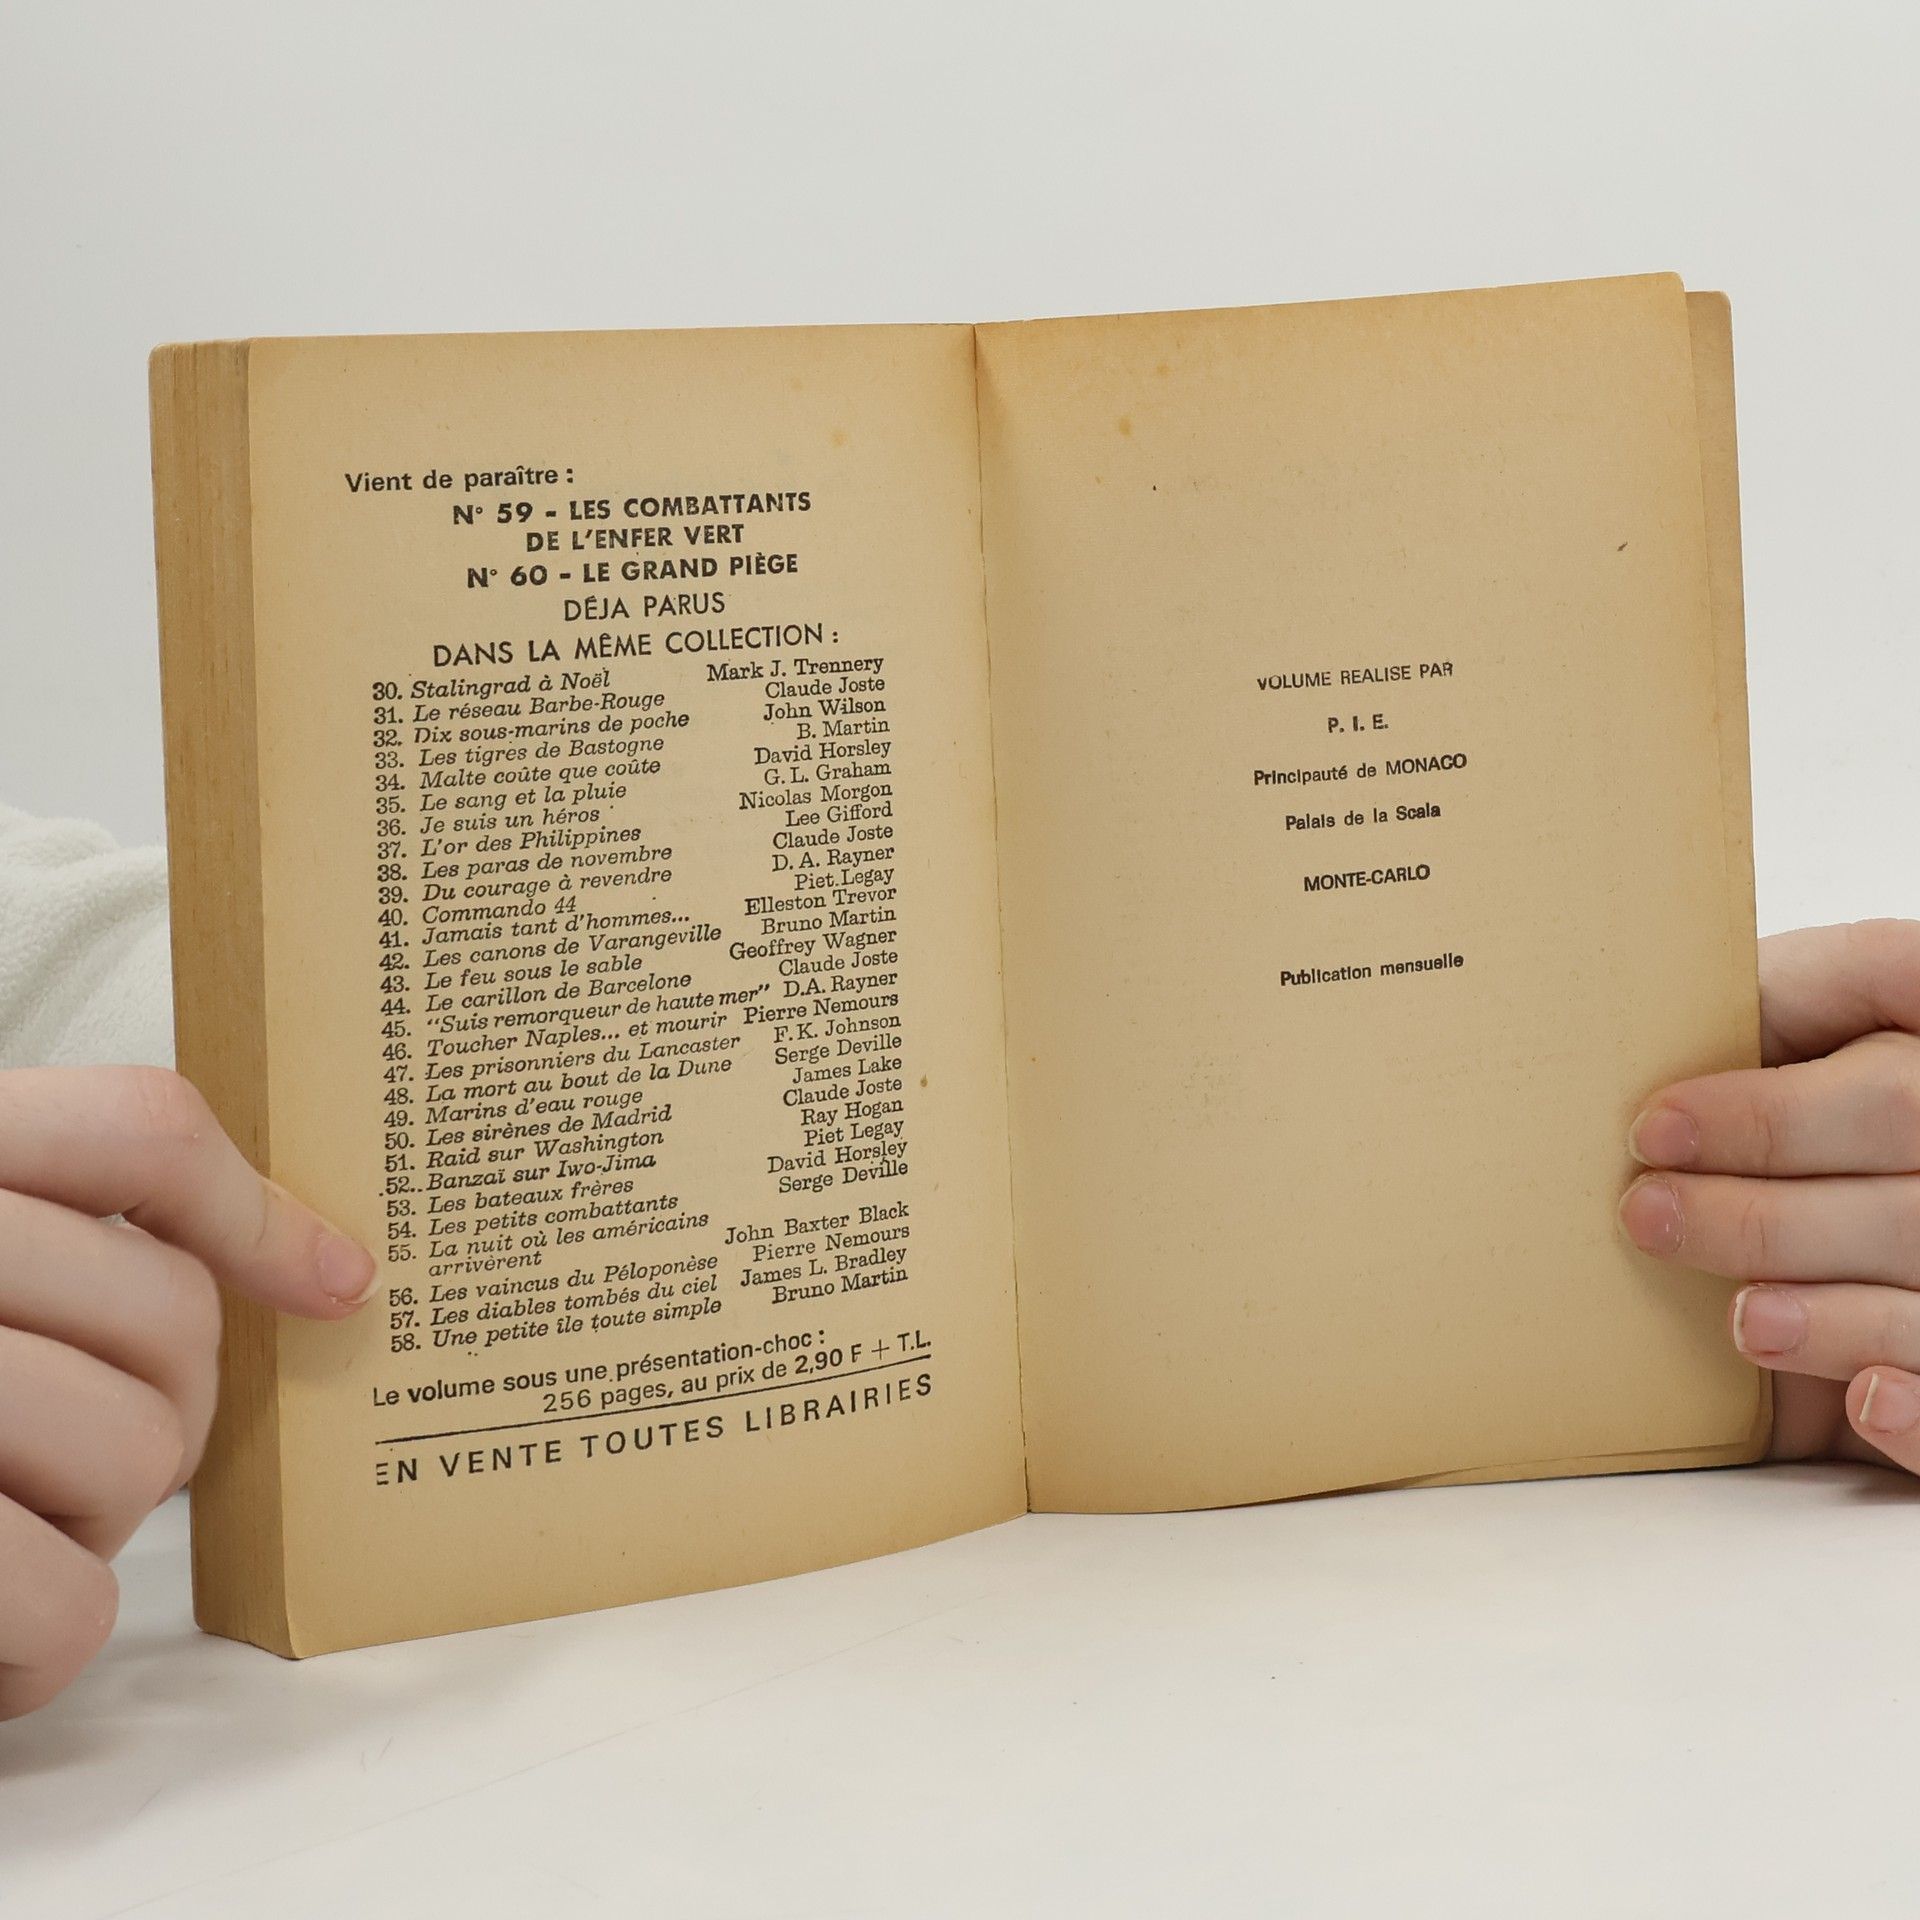 Vient de paraître :
N° 59 - LES COMBATTANTS
DE L'ENFER VERT
N° 60 - LE GRAND PIÈGE
DÉJA PARUS
DANS LA MÊME COLLECTION :
30. Stalingrad à Noël Mark J. Trennery
31. Le réseau Barbe-Rouge Claude Joste
32. Dix sous-marins de poche John Wilson
33. Les tigres de Bastogne B. Martin
34. Malte coûte que coûte David Horsley
35. Le sang et la pluie G. L. Graham
36. Je suis un héros Nicolas Morgon
37. L'or des Philippines Lee Gifford
38. Les paras de novembre Claude Joste
39. Du courage à revendre D. A. Rayner
40. Commando 44 Piet Legay
41. Jamais tant d'hommes... Elleston Trevor
42. Les canons de Varangeville Bruno Martin
43. Le feu sous le sable Geoffrey Wagner
44. Le carillon de Barcelone Claude Joste
45. "Suis remorqueur de haute mer" D.A. Rayner
46. Toucher Naples... et mourir Pierre Nemours
47. Les prisonniers du Lancaster F. K. Johnson
48. La mort au bout de la Dune Serge Deville
49. Marins d'eau rouge James Lake
50. Les sirènes de Madrid Claude Joste
51. Raid sur Washington Ray Hogan
52. Banzaï sur Iwo-Jima Piet Legay
53. Les bateaux frères David Horsley
54. Les petits combattants Serge Deville
55. La nuit où les américains
arrivèrent John Baxter Black
56. Les vaincus du Péloponèse Pierre Nemours
57. Les diables tombés du ciel James L. Bradley
58. Une petite île toute simple Bruno Martin
Le volume sous une présentation-choc :
256 pages, au prix de 2,90 F + T.L.
EN VENTE TOUTES LIBRAIRIES
VOLUME REALISE PAR
P. I. E.
Principauté de MONACO
Palais de la Scala
MONTE-CARLO
Publication mensuelle